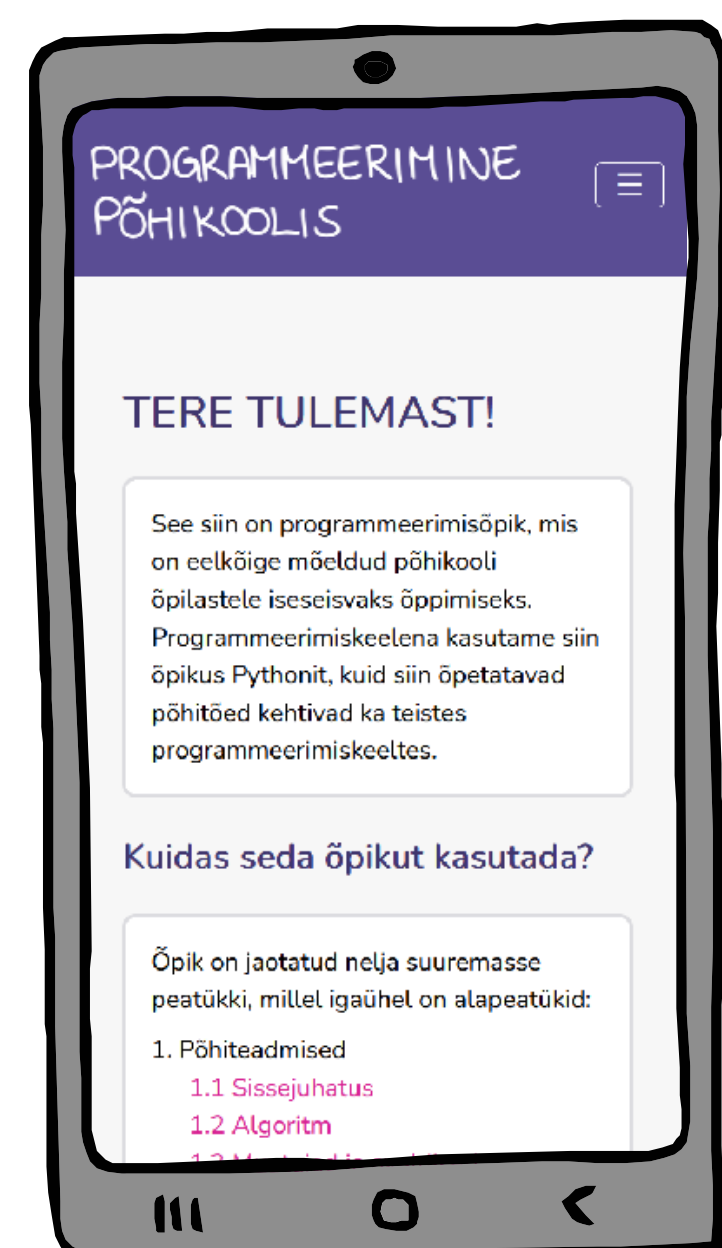 PROGRAMMEERIMINE
PÕHIKOOLIS
TERE TULEMAST!
See siin on programmeerimisõpik, mis
on eelkõige mõeldud põhikooli
õpilastele iseseisvaks õppimiseks.
Programmeerimiskeelena kasutame siin
õpikus Pythonit, kuid siin õpetatavad
põhitõed kehtivad ka teistes
programmeerimiskeeltes.
Kuidas seda õpikut kasutada?
Õpik on jaotatud nelja suuremasse
peatükki, millel igaühel on alapeatükid:
1. Põhiteadmised
1.1 Sissejuhatus
1.2 Algoritm
1.3